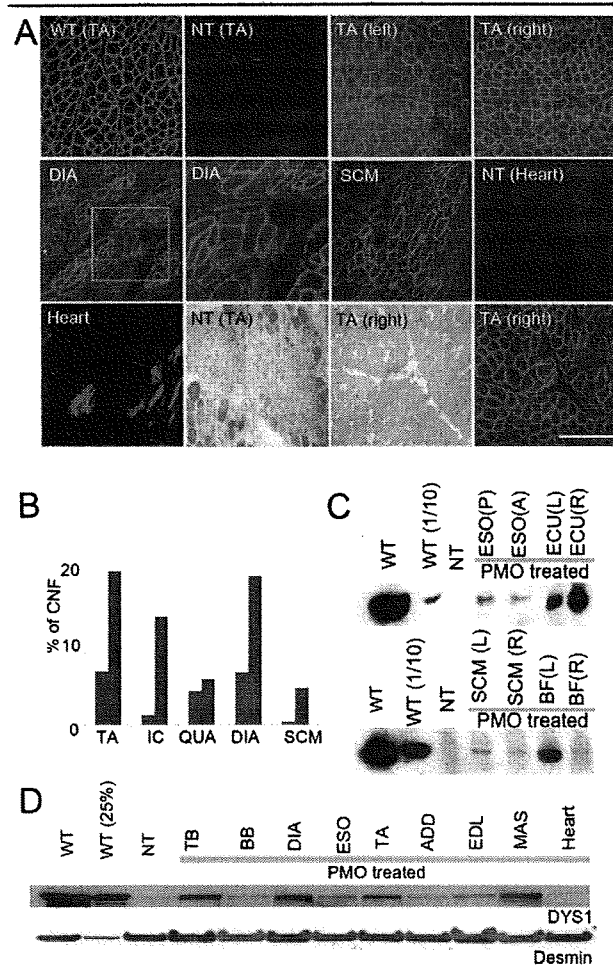 A
WT (TA) NT (TA) TA (left) TA (right)
DIA DIA SCM NT (Heart)
Heart NT (TA) TA (right) TA (right)
B
% of CNF
20
10
0
TA IC QUA DIA SCM
C
WT WT (1/10) NT ESO(P) ESO(A) ECU(L) ECU(R)
PMO treated
WT WT (1/10) NT SCM (L) SCM (R) BF(L) BF(R)
PMO treated
D
WT WT (25%) NT TB BB DIA ESO TA ADD EDL MAS Heart
PMO treated
DYS1
Desmin